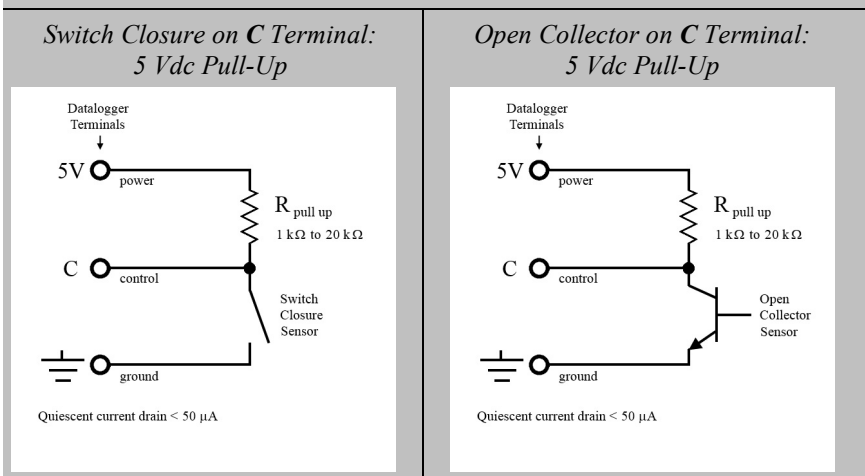 Switch Closure on C Terminal:
5 Vdc Pull-Up
Datalogger
Terminals
5V
power
R pull up
1 kΩ to 20 kΩ
C
control
Switch
Closure
Sensor
ground
Quiescent current drain < 50 µA
Open Collector on C Terminal:
5 Vdc Pull-Up
Datalogger
Terminals
5V
power
R pull up
1 kΩ to 20 kΩ
C
control
Open
Collector
Sensor
ground
Quiescent current drain < 50 µA